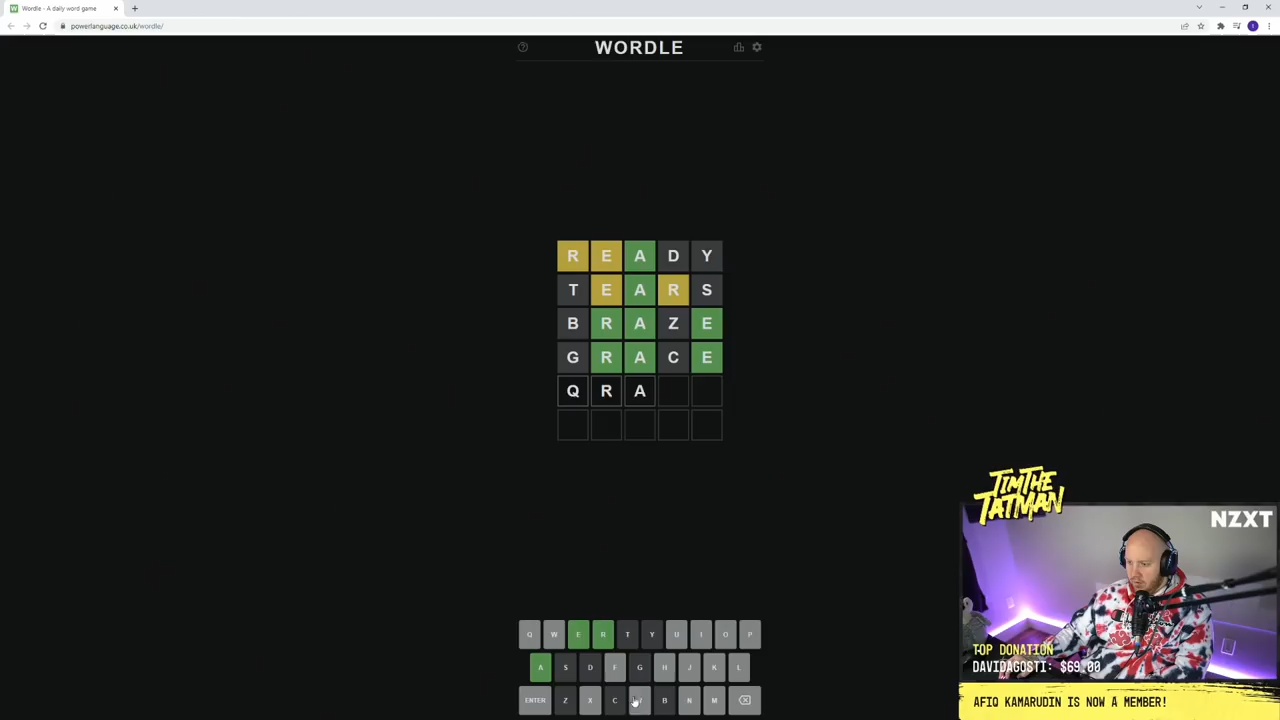 Wordle - A daily word game
powerlanguage.co.uk/wordle/
WORDLE
R E A D Y
T E A R S
B R A Z E
G R A C E
Q R A
Q W E R T Y U I O P
A S D F G H J K L
ENTER Z X C B N M
TIMTHE
TATMAN
NZXT
TOP DONATION
DAVIDAGOSTI: $69.00
AFIQ KAMARUDIN IS NOW A MEMBER!